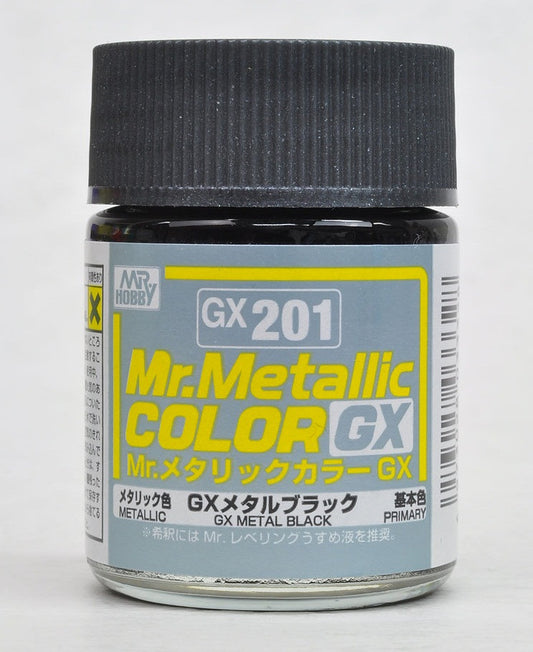 MR HOBBY
GX 201
Mr.Metallic
COLOR GX
Mr.メタリックカラー GX
メタリック色 GXメタルブラック 基本色
METALLIC GX METAL BLACK PRIMARY
※希釈には Mr. レベリングうすめ液を推奨。